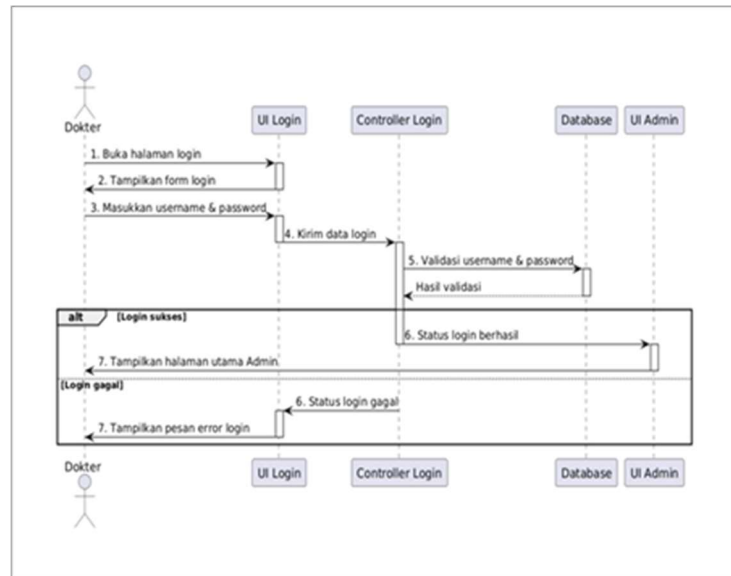 Dokter
UI Login
Controller Login
Database
UI Admin
1. Buka halaman login
2. Tampilkan form login
3. Masukkan username & password
4. Kirim data login
5. Validasi username & password
Hasil validasi
alt
[Login sukses]
6. Status login berhasil
7. Tampilkan halaman utama Admin
[Login gagal]
6. Status login gagal
7. Tampilkan pesan error login
Dokter
UI Login
Controller Login
Database
UI Admin